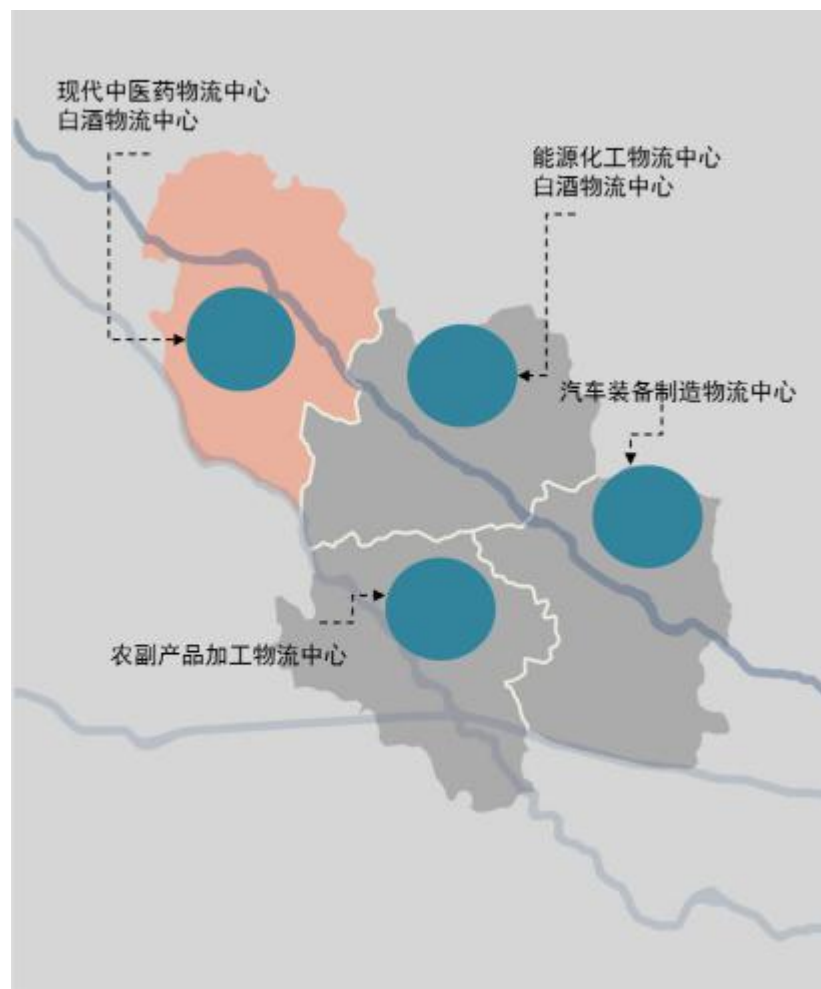 现代中医药物流中心
白酒物流中心
能源化工物流中心
白酒物流中心
汽车装备制造物流中心
农副产品加工物流中心